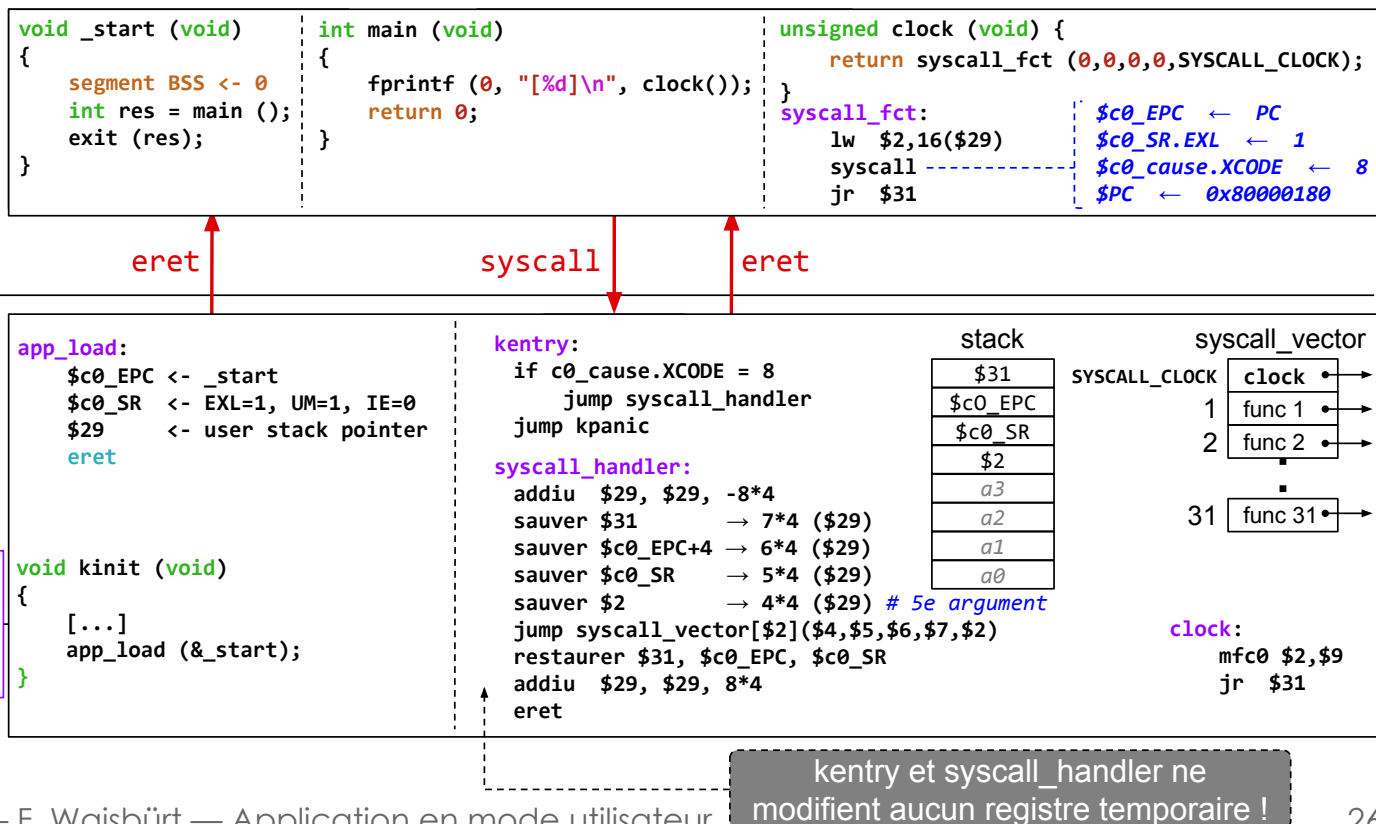 void _start (void)
{
    segment BSS <- 0
    int res = main ();
    exit (res);
}
int main (void)
{
    fprintf (0, "[%d]\n", clock());
    return 0;
}
unsigned clock (void) {
    return syscall_fct (0,0,0,0,SYSCALL_CLOCK);
}
syscall_fct:
    lw $2,16($29)
    syscall
    jr $31
$c0_EPC ← PC
$c0_SR.EXL ← 1
$c0_cause.XCODE ← 8
$PC ← 0x80000180
eret
syscall
eret
app_load:
    $c0_EPC <- _start
    $c0_SR <- EXL=1, UM=1, IE=0
    $29 <- user stack pointer
    eret
void kinit (void)
{
    [...]
    app_load (&_start);
}
kentry:
    if c0_cause.XCODE = 8
        jump syscall_handler
    jump kpanic
syscall_handler:
    addiu $29, $29, -8*4
    sauver $31 → 7*4 ($29)
    sauver $c0_EPC+4 → 6*4 ($29)
    sauver $c0_SR → 5*4 ($29)
    sauver $2 → 4*4 ($29) # 5e argument
    jump syscall_vector[$2]($4,$5,$6,$7,$2)
    restaurer $31, $c0_EPC, $c0_SR
    addiu $29, $29, 8*4
    eret
stack
$31
$cO_EPC
$c0_SR
$2
a3
a2
a1
a0
syscall_vector
SYSCALL_CLOCK clock
1 func 1
2 func 2
31 func 31
clock:
    mfc0 $2,$9
    jr $31
kentry et syscall_handler ne
modifient aucun registre temporaire !
F. Wajsbürt — Application en mode utilisateur